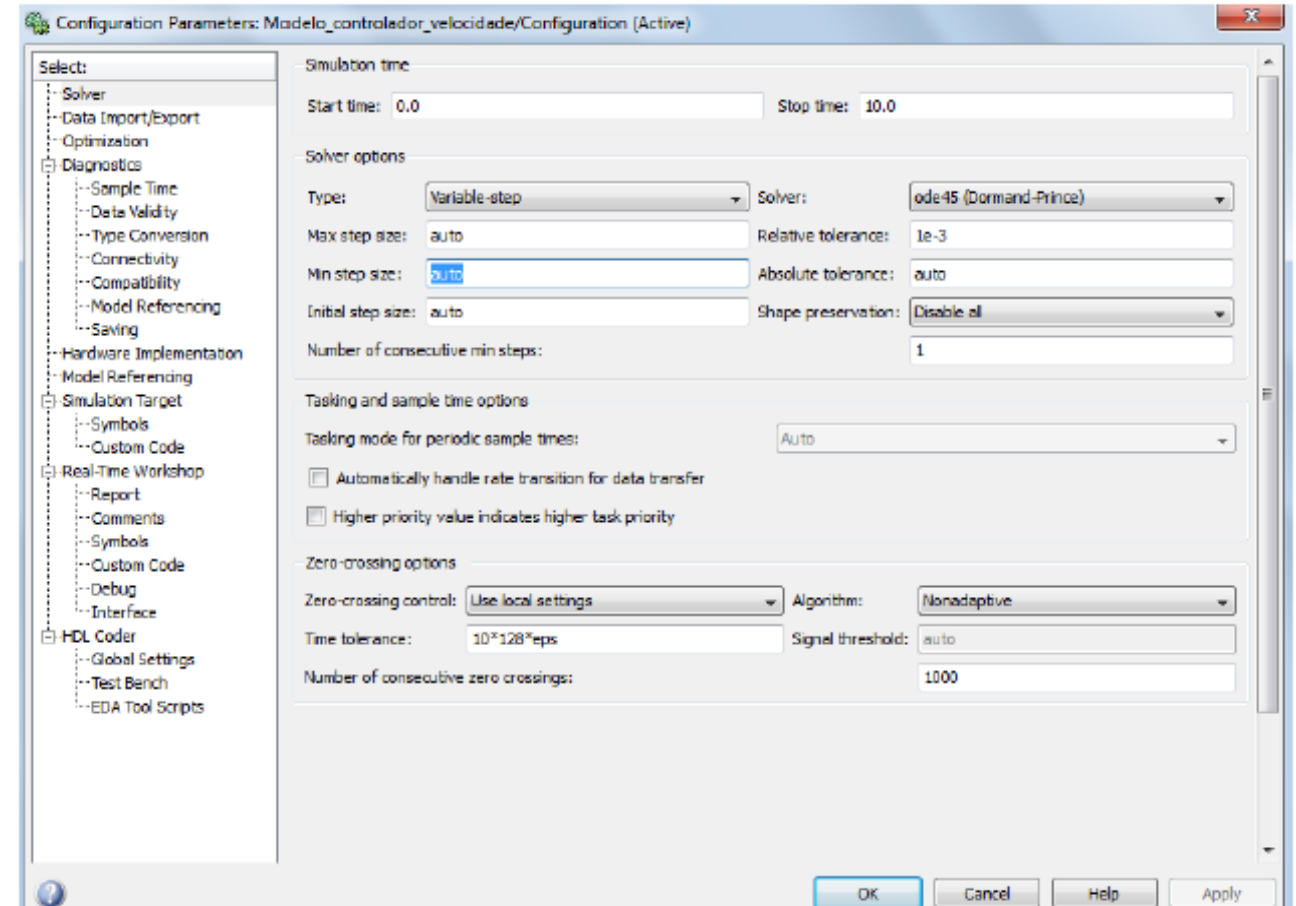 Configuration Parameters: Modelo_controlador_velocidade/Configuration (Active)
Select:
Solver
Data Import/Export
Optimization
Diagnostics
Sample Time
Data Validity
Type Conversion
Connectivity
Compatibility
Model Referencing
Saving
Hardware Implementation
Model Referencing
Simulation Target
Symbols
Custom Code
Real-Time Workshop
Report
Comments
Symbols
Custom Code
Debug
Interface
HDL Coder
Global Settings
Test Bench
EDA Tool Scripts
Simulation time
Start time: 0.0 Stop time: 10.0
Solver options
Type: Variable-step Solver: ode45 (Dormand-Prince)
Max step size: auto Relative tolerance: 1e-3
Min step size: auto Absolute tolerance: auto
Initial step size: auto Shape preservation: Disable all
Number of consecutive min steps: 1
Tasking and sample time options
Tasking mode for periodic sample times: Auto
Automatically handle rate transition for data transfer
Higher priority value indicates higher task priority
Zero-crossing options
Zero-crossing control: Use local settings Algorithm: Nonadaptive
Time tolerance: 10*128*eps Signal threshold: auto
Number of consecutive zero crossings: 1000
OK Cancel Help Apply